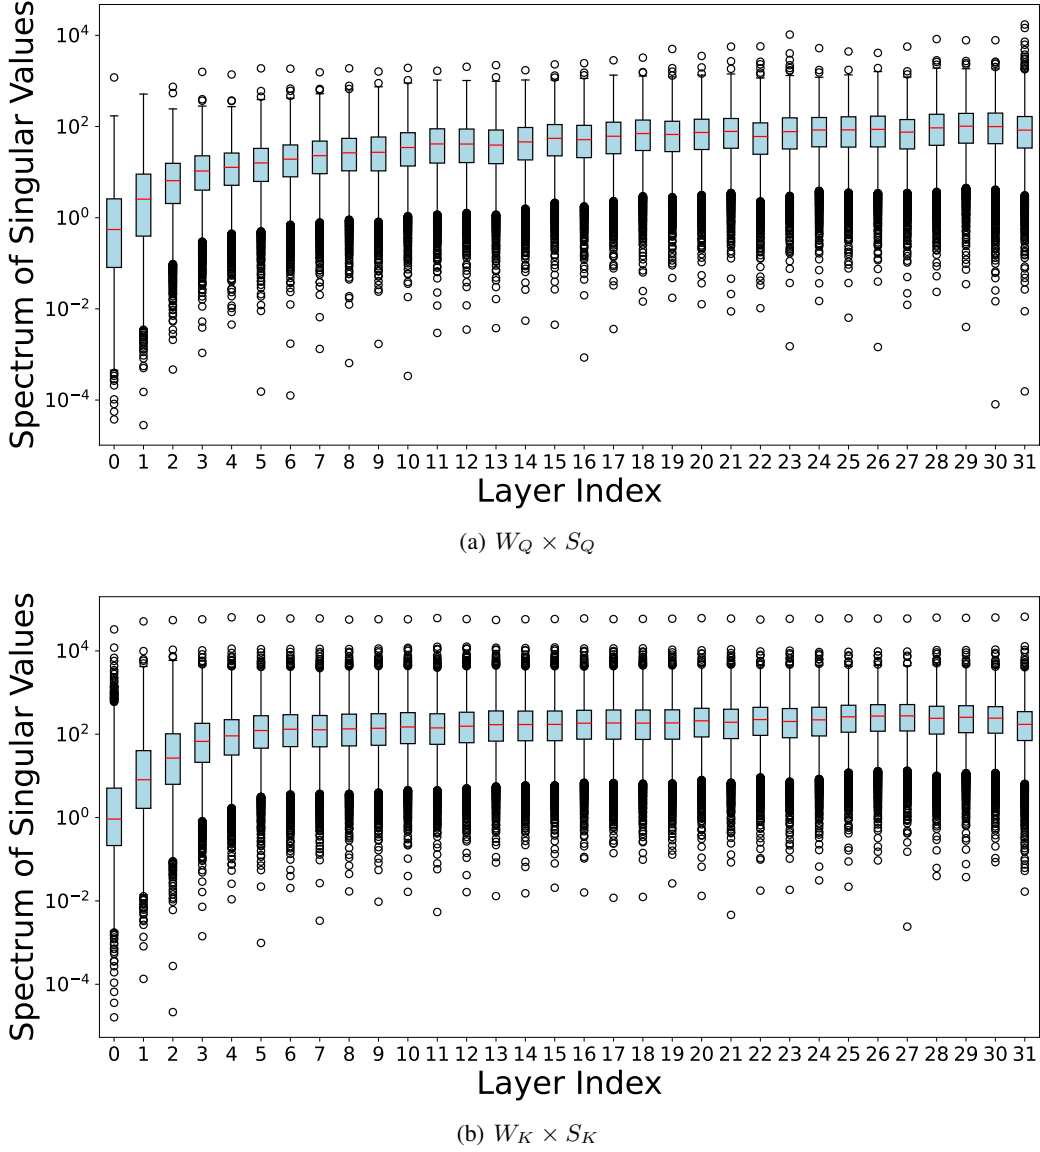 Spectrum of Singular Values
10^4
10^2
10^0
10^-2
10^-4
0 1 2 3 4 5 6 7 8 9 10 11 12 13 14 15 16 17 18 19 20 21 22 23 24 25 26 27 28 29 30 31
Layer Index
(a) W_Q × S_Q
Spectrum of Singular Values
10^4
10^2
10^0
10^-2
10^-4
0 1 2 3 4 5 6 7 8 9 10 11 12 13 14 15 16 17 18 19 20 21 22 23 24 25 26 27 28 29 30 31
Layer Index
(b) W_K × S_K